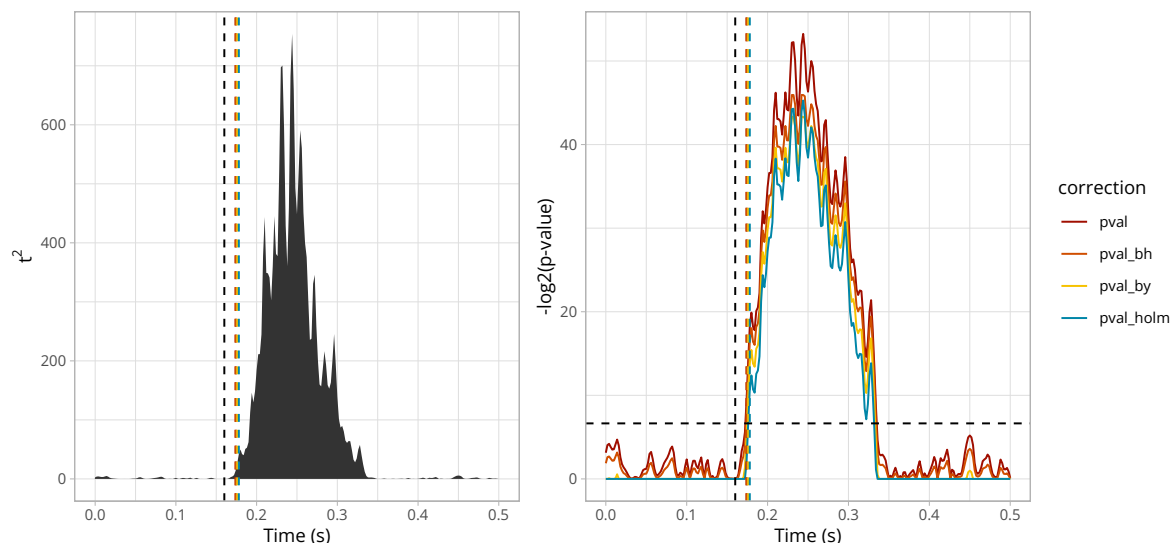 t²
600
400
200
0
0.0 0.1 0.2 0.3 0.4 0.5
Time (s)
-log2(p-value)
40
20
0
0.0 0.1 0.2 0.3 0.4 0.5
Time (s)
correction
pval
pval_bh
pval_by
pval_holm